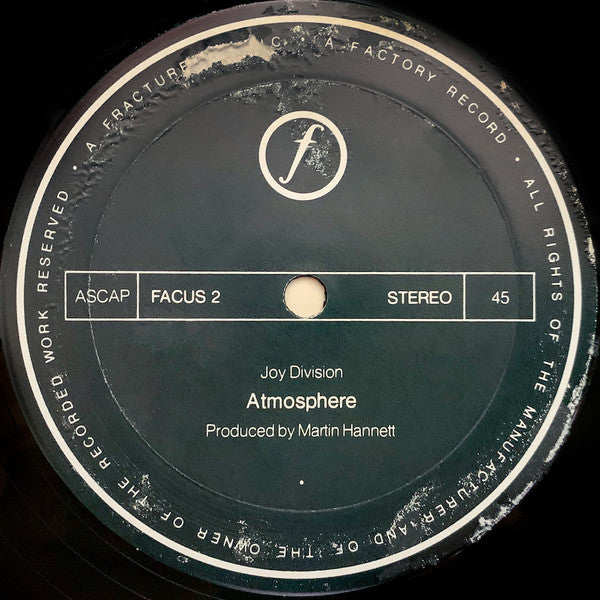 A FRACTURE C • A FACTORY RECORD • ALL RIGHTS OF THE MANUFACTURER AND OF THE OWNER OF THE RECORDED WORK RESERVED •
f
ASCAP FACUS 2 STEREO 45
Joy Division
Atmosphere
Produced by Martin Hannett